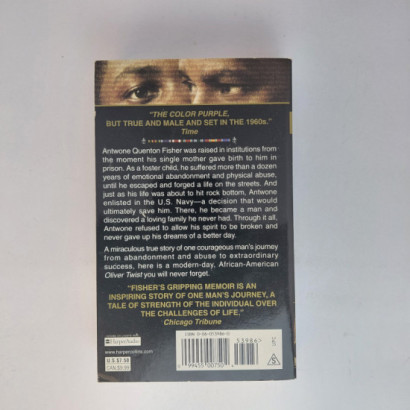 "THE COLOR PURPLE,
BUT TRUE AND MALE AND SET IN THE 1960s."
Time
Antwone Quenton Fisher was raised in institutions from
the moment his single mother gave birth to him in
prison. As a foster child, he suffered more than a dozen
years of emotional abandonment and physical abuse,
until he escaped and forged a life on the streets. And
just as his life was about to hit rock bottom, Antwone
enlisted in the U.S. Navy—a decision that would
ultimately save him. There, he became a man and
discovered a loving family he never had. Through it all,
Antwone refused to allow his spirit to be broken and
never gave up his dreams of a better day.
A miraculous true story of one courageous man's journey
from abandonment and abuse to extraordinary
success, here is a modern-day, African-American
Oliver Twist you will never forget.
"FISHER'S GRIPPING MEMOIR IS AN
INSPIRING STORY OF ONE MAN'S JOURNEY, A
TALE OF STRENGTH OF THE INDIVIDUAL OVER
THE CHALLENGES OF LIFE."
Chicago Tribune
HarperAudio
www.harpercollins.com
U.S. $7.50
53986
S